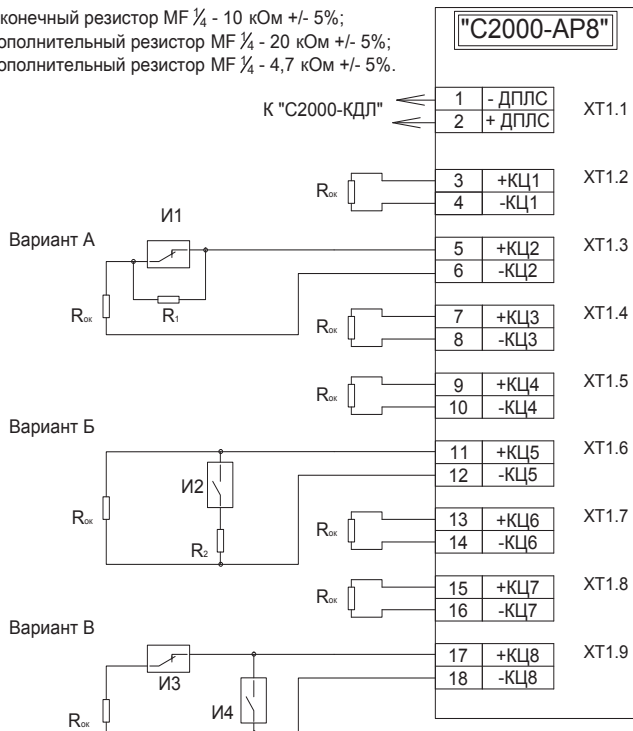 конечный резистор MF ¼ - 10 кОм +/- 5%;
ополнительный резистор MF ¼ - 20 кОм +/- 5%;
ополнительный резистор MF ¼ - 4,7 кОм +/- 5%.
"С2000-АР8"
К "С2000-КДЛ"
1 - ДПЛС
2 + ДПЛС
XT1.1
Rок
3 +КЦ1
4 -КЦ1
XT1.2
Вариант А
И1
Rок
R1
5 +КЦ2
6 -КЦ2
XT1.3
Rок
7 +КЦ3
8 -КЦ3
XT1.4
Rок
9 +КЦ4
10 -КЦ4
XT1.5
Вариант Б
И2
Rок
R2
11 +КЦ5
12 -КЦ5
XT1.6
Rок
13 +КЦ6
14 -КЦ6
XT1.7
Rок
15 +КЦ7
16 -КЦ7
XT1.8
Вариант В
И3
И4
Rок
17 +КЦ8
18 -КЦ8
XT1.9